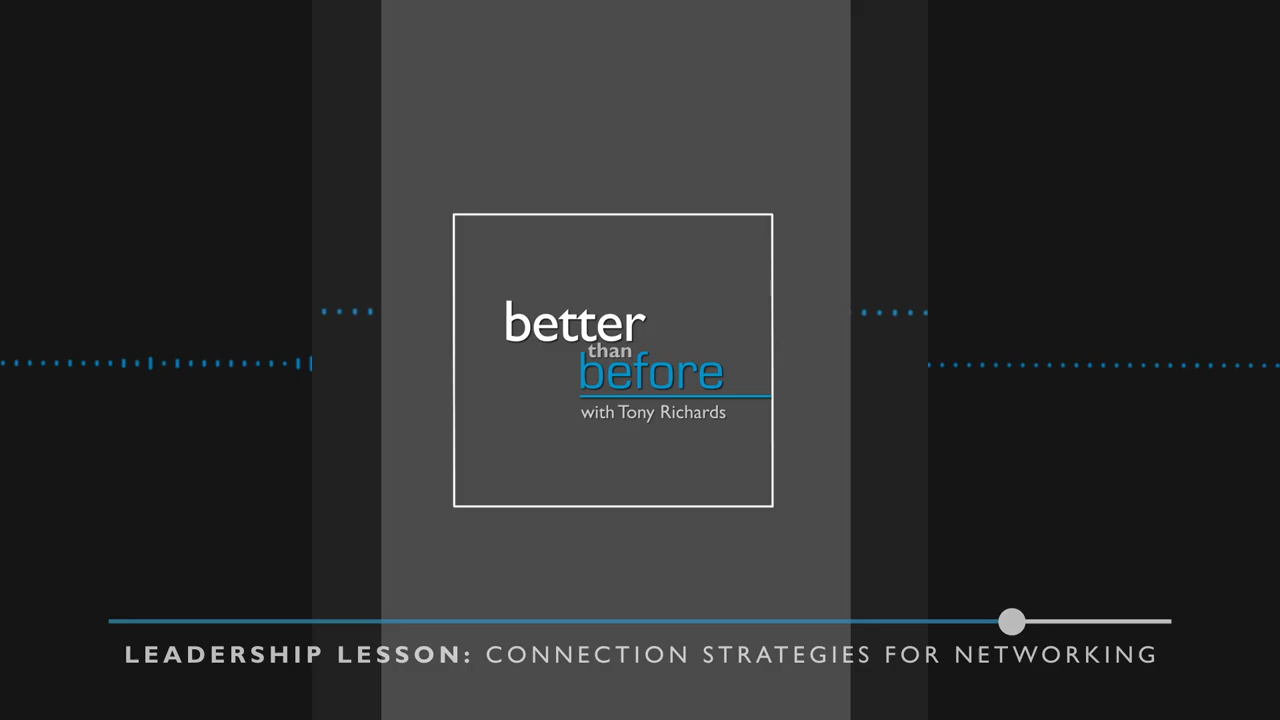 better
than
before
with Tony Richards
LEADERSHIP LESSON: CONNECTION STRATEGIES FOR NETWORKING